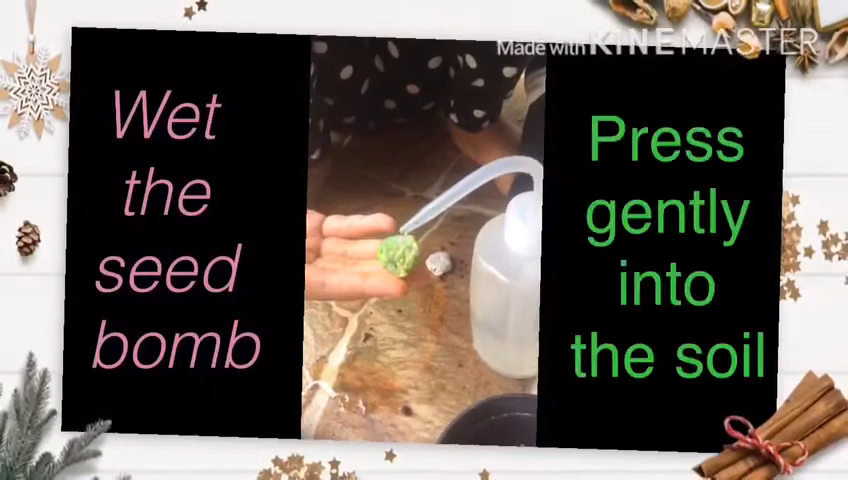 Made with KINEMASTER
Wet
the
seed
bomb
Press
gently
into
the soil